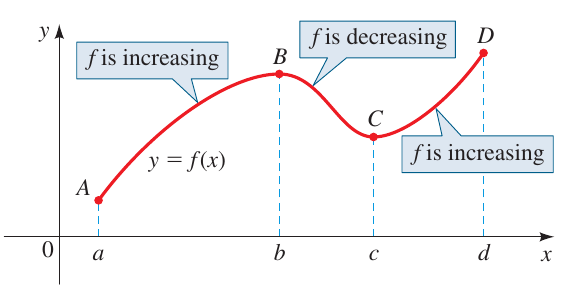 y
f is increasing
B
f is decreasing
D
C
y = f(x)
f is increasing
A
0
a
b
c
d
x